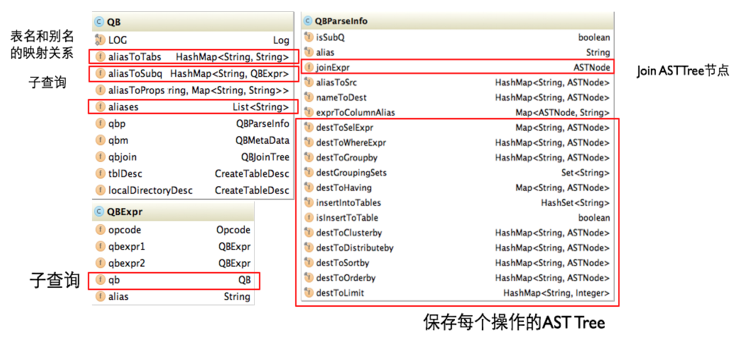 表名和别名
的映射关系
子查询
QB
LOG Log
aliasToTabs HashMap<String, String>
aliasToSubq HashMap<String, QBExpr>
aliasToProps ring, Map<String, String>>
aliases List<String>
qbp QBParseInfo
qbm QBMetaData
qbjoin QBJoinTree
tblDesc CreateTableDesc
localDirectoryDesc CreateTableDesc
QBExpr
opcode Opcode
qbexpr1 QBExpr
qbexpr2 QBExpr
qb QB
alias String
子查询
QBParseInfo
isSubQ boolean
alias String
joinExpr ASTNode
aliasToSrc HashMap<String, ASTNode>
nameToDest HashMap<String, ASTNode>
exprToColumnAlias Map<ASTNode, String>
destToSelExpr Map<String, ASTNode>
destToWhereExpr HashMap<String, ASTNode>
destToGroupby HashMap<String, ASTNode>
destGroupingSets Set<String>
destToHaving Map<String, ASTNode>
insertIntoTables HashSet<String>
isInsertToTable boolean
destToClusterby HashMap<String, ASTNode>
destToDistributeby HashMap<String, ASTNode>
destToSortby HashMap<String, ASTNode>
destToOrderby HashMap<String, ASTNode>
destToLimit HashMap<String, Integer>
Join ASTTree节点
保存每个操作的AST Tree